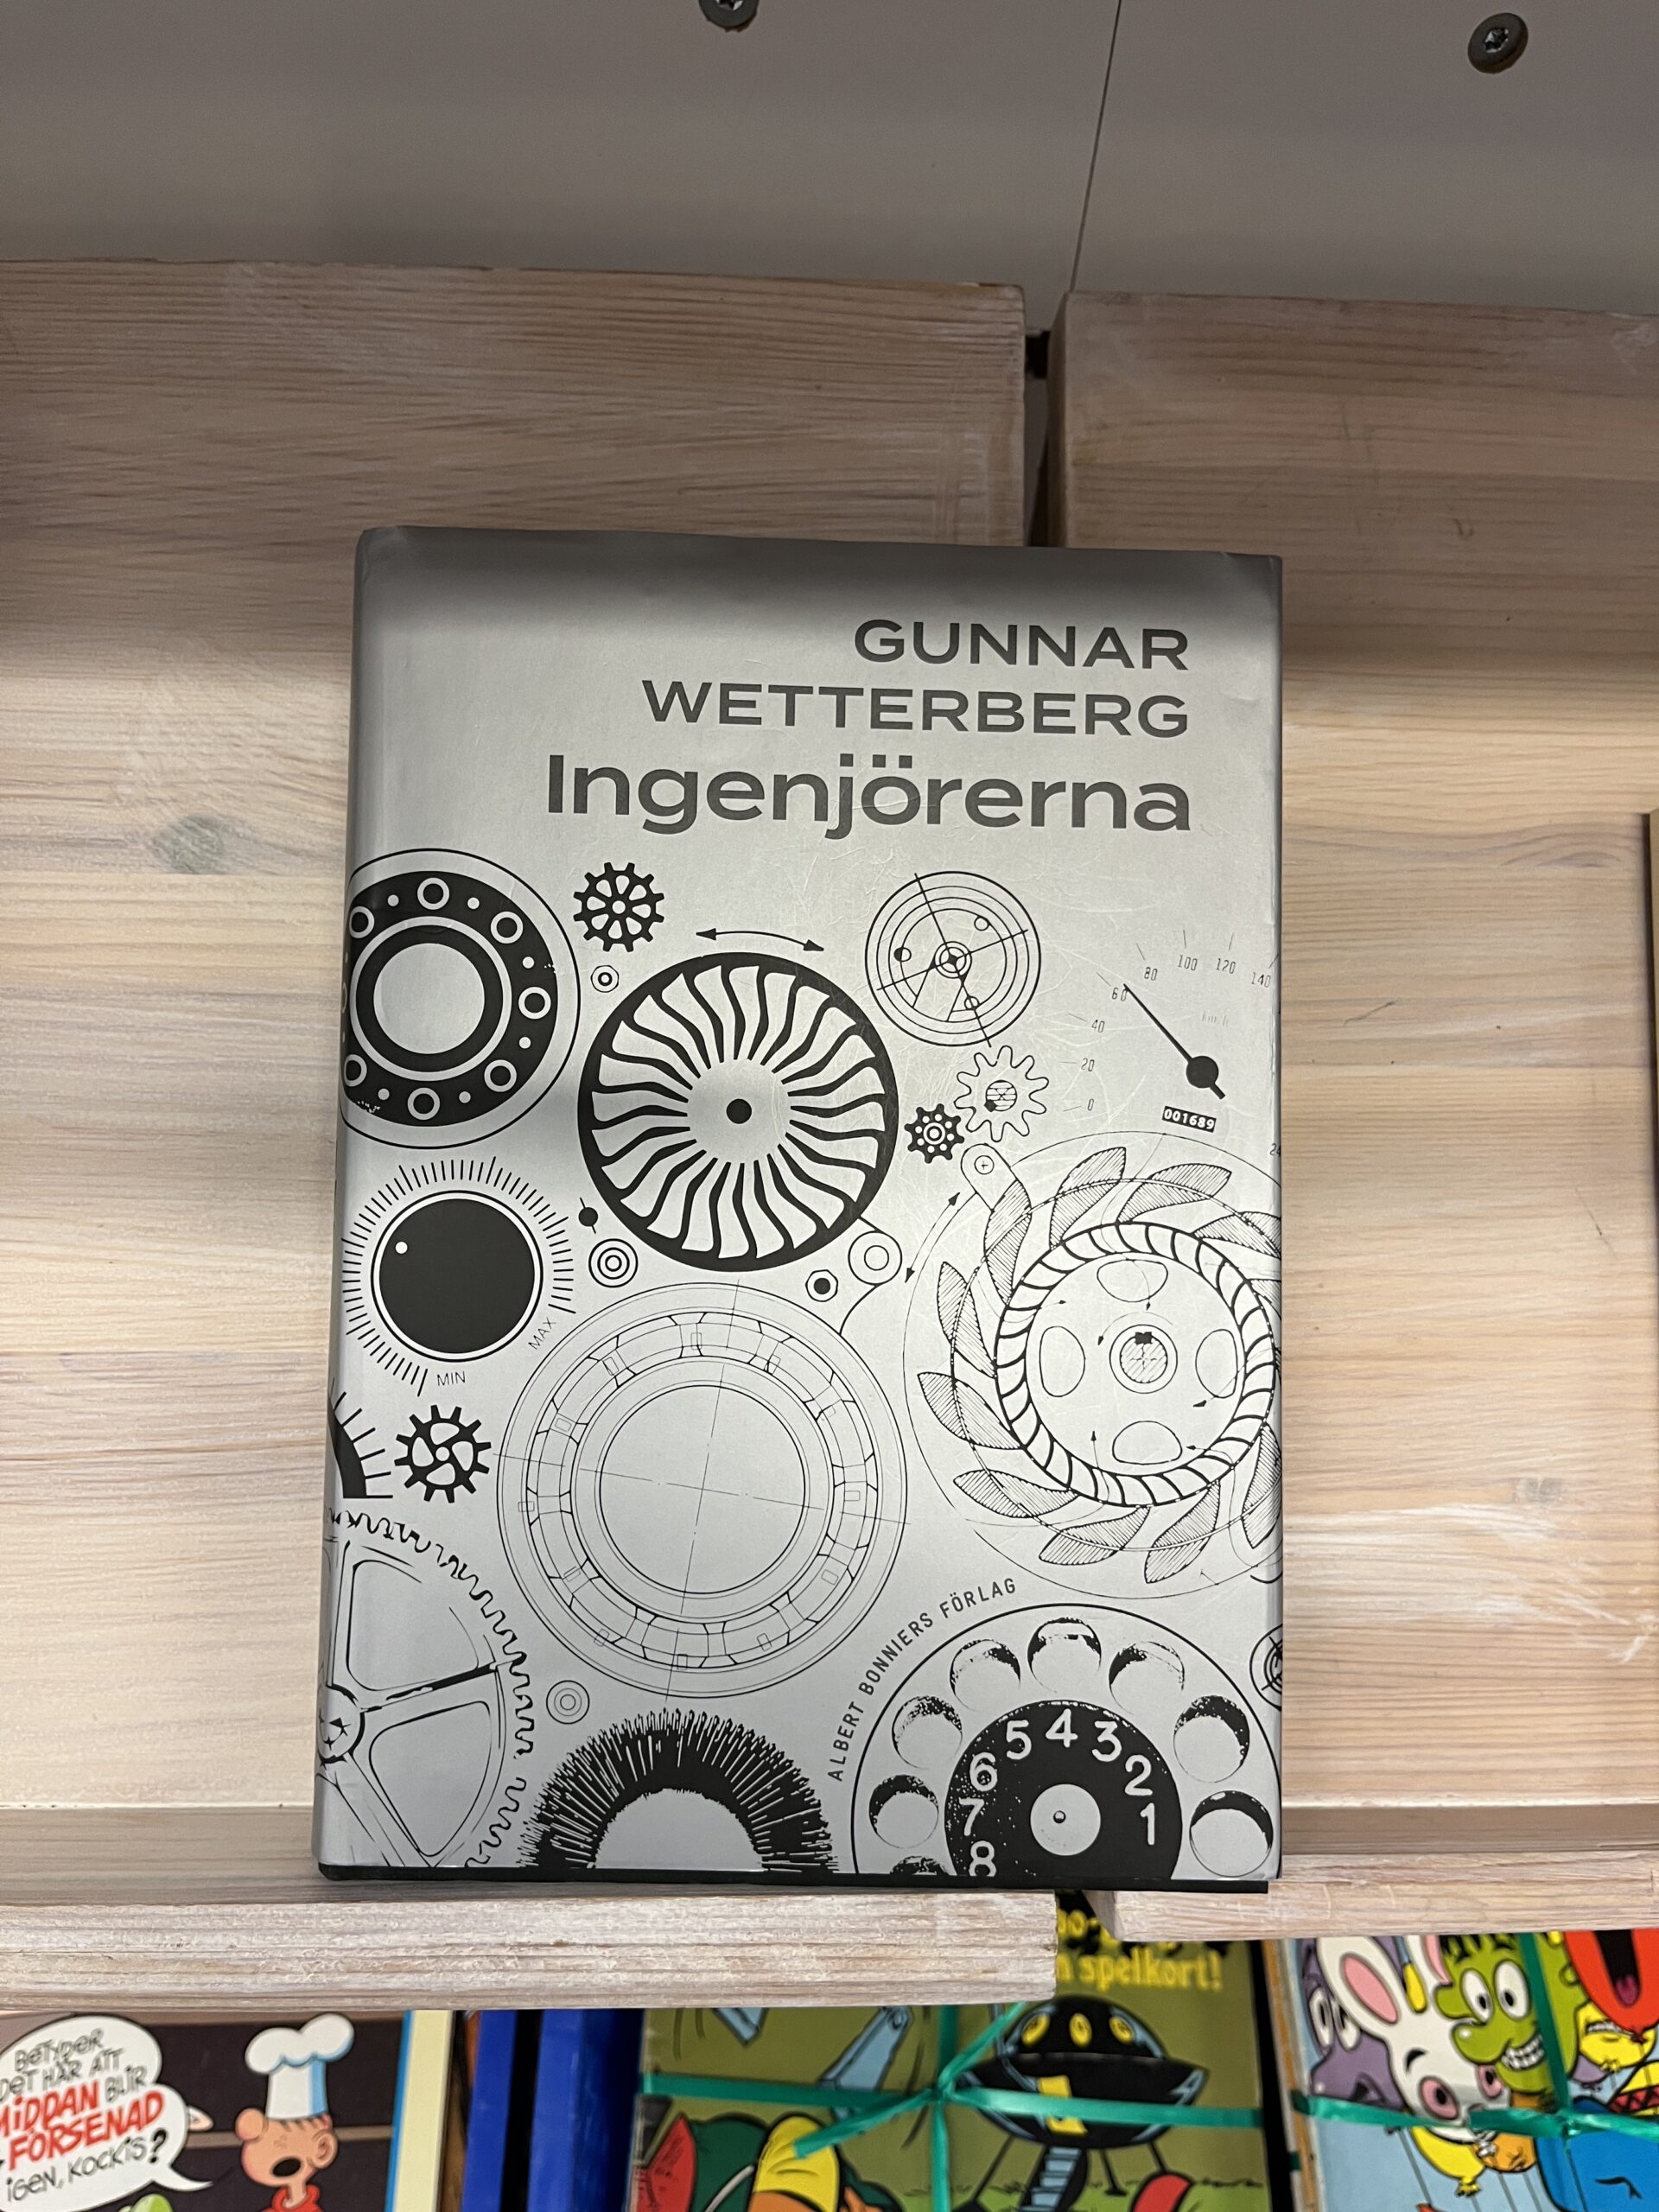 GUNNAR
WETTERBERG
Ingenjörerna
80 100 120 140
60
40
20
0
001689
MAX
MIN
ALBERT BONNIERS FÖRLAG
5 4 3 2 1
6
7
8
spelkort!
BETYDER
DET HÄR ATT
MIDDAN BLIR
FÖRSENAD
IGEN, KOCKIS?